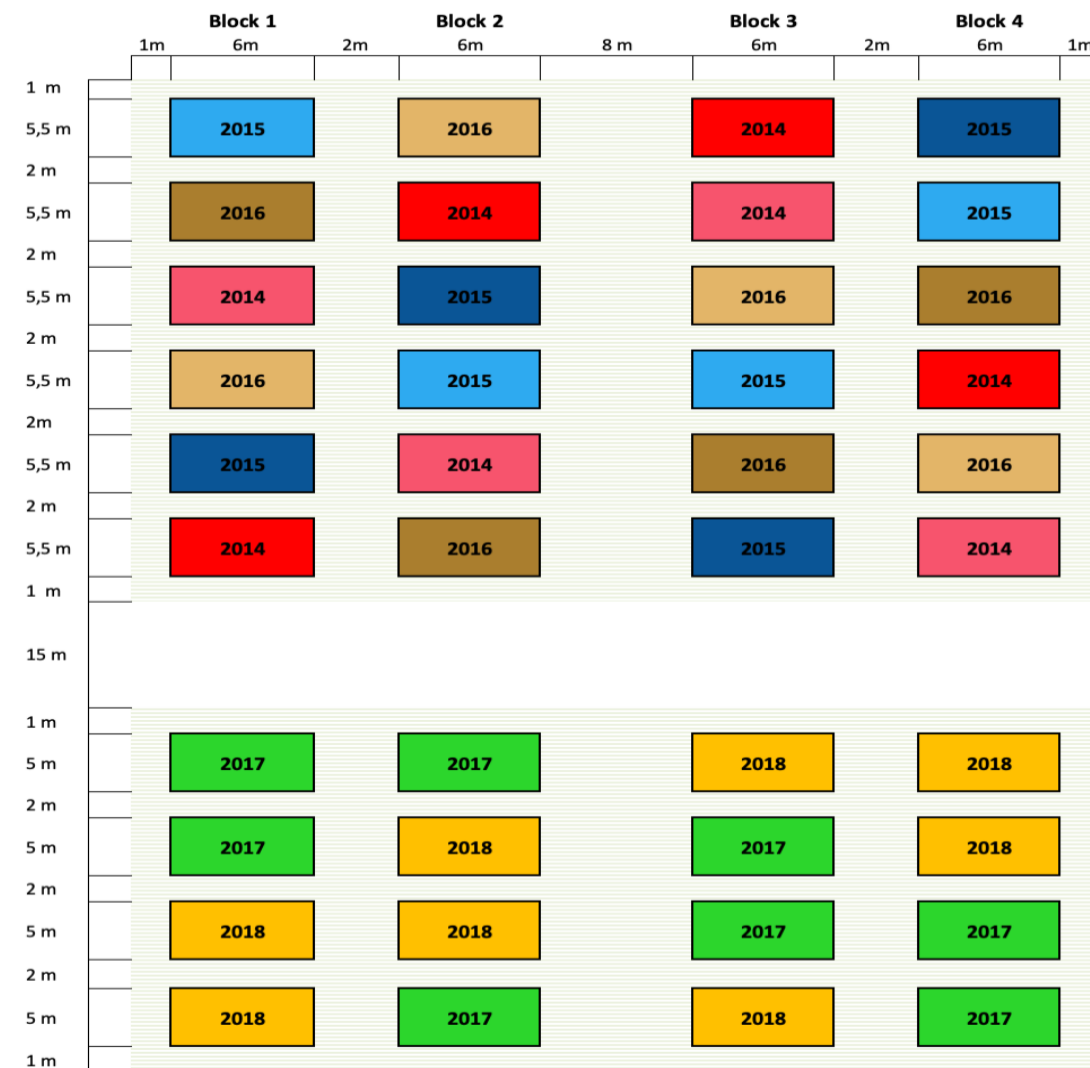 Block 1 Block 2 Block 3 Block 4
1m 6m 2m 6m 8 m 6m 2m 6m 1m
1 m
5,5 m 2015 2016 2014 2015
2 m
5,5 m 2016 2014 2014 2015
2 m
5,5 m 2014 2015 2016 2016
2 m
5,5 m 2016 2015 2015 2014
2m
5,5 m 2015 2014 2016 2016
2 m
5,5 m 2014 2016 2015 2014
1 m
15 m
1 m
5 m 2017 2017 2018 2018
2 m
5 m 2017 2018 2017 2018
2 m
5 m 2018 2018 2017 2017
2 m
5 m 2018 2017 2018 2017
1 m